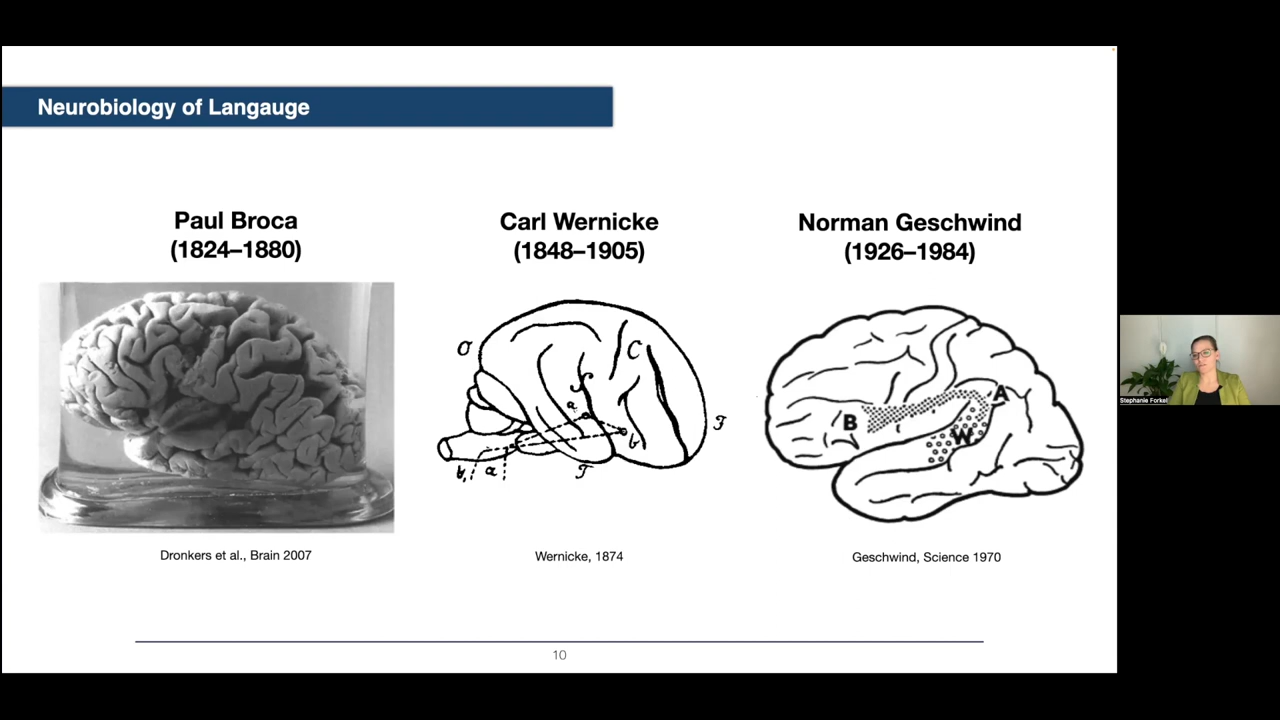 Neurobiology of Langauge
Paul Broca
(1824–1880)
Carl Wernicke
(1848–1905)
Norman Geschwind
(1926–1984)
O
C
a
b
F
b,
a
T
B
A
W
Dronkers et al., Brain 2007
Wernicke, 1874
Geschwind, Science 1970
10
Stephanie Forkel